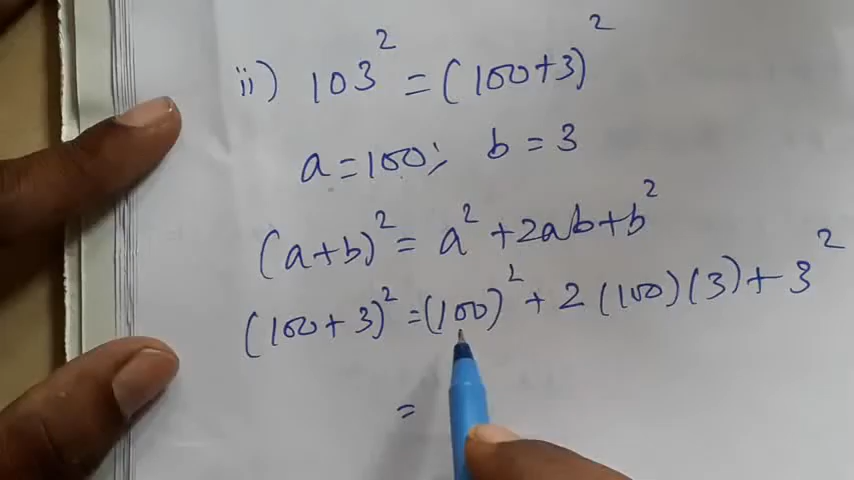 ii) 103² = (100+3)²
a = 100; b = 3
(a+b)² = a² + 2ab + b²
(100 + 3)² = (100)² + 2 (100) (3) + 3²
=